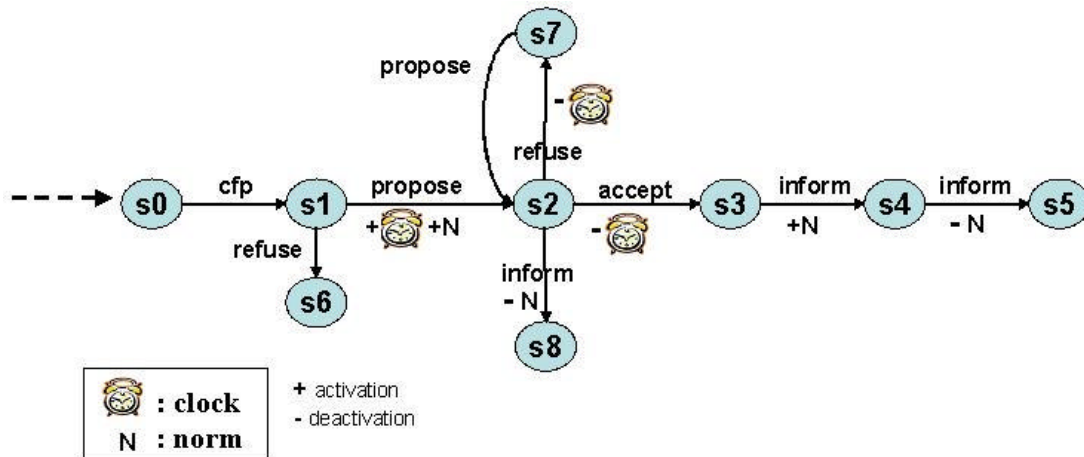 s7
propose
-
refuse
s0
cfp
s1
propose
+ +N
s2
accept
-
s3
inform
+N
s4
inform
- N
s5
refuse
s6
inform
- N
s8
: clock
N : norm
+ activation
- deactivation